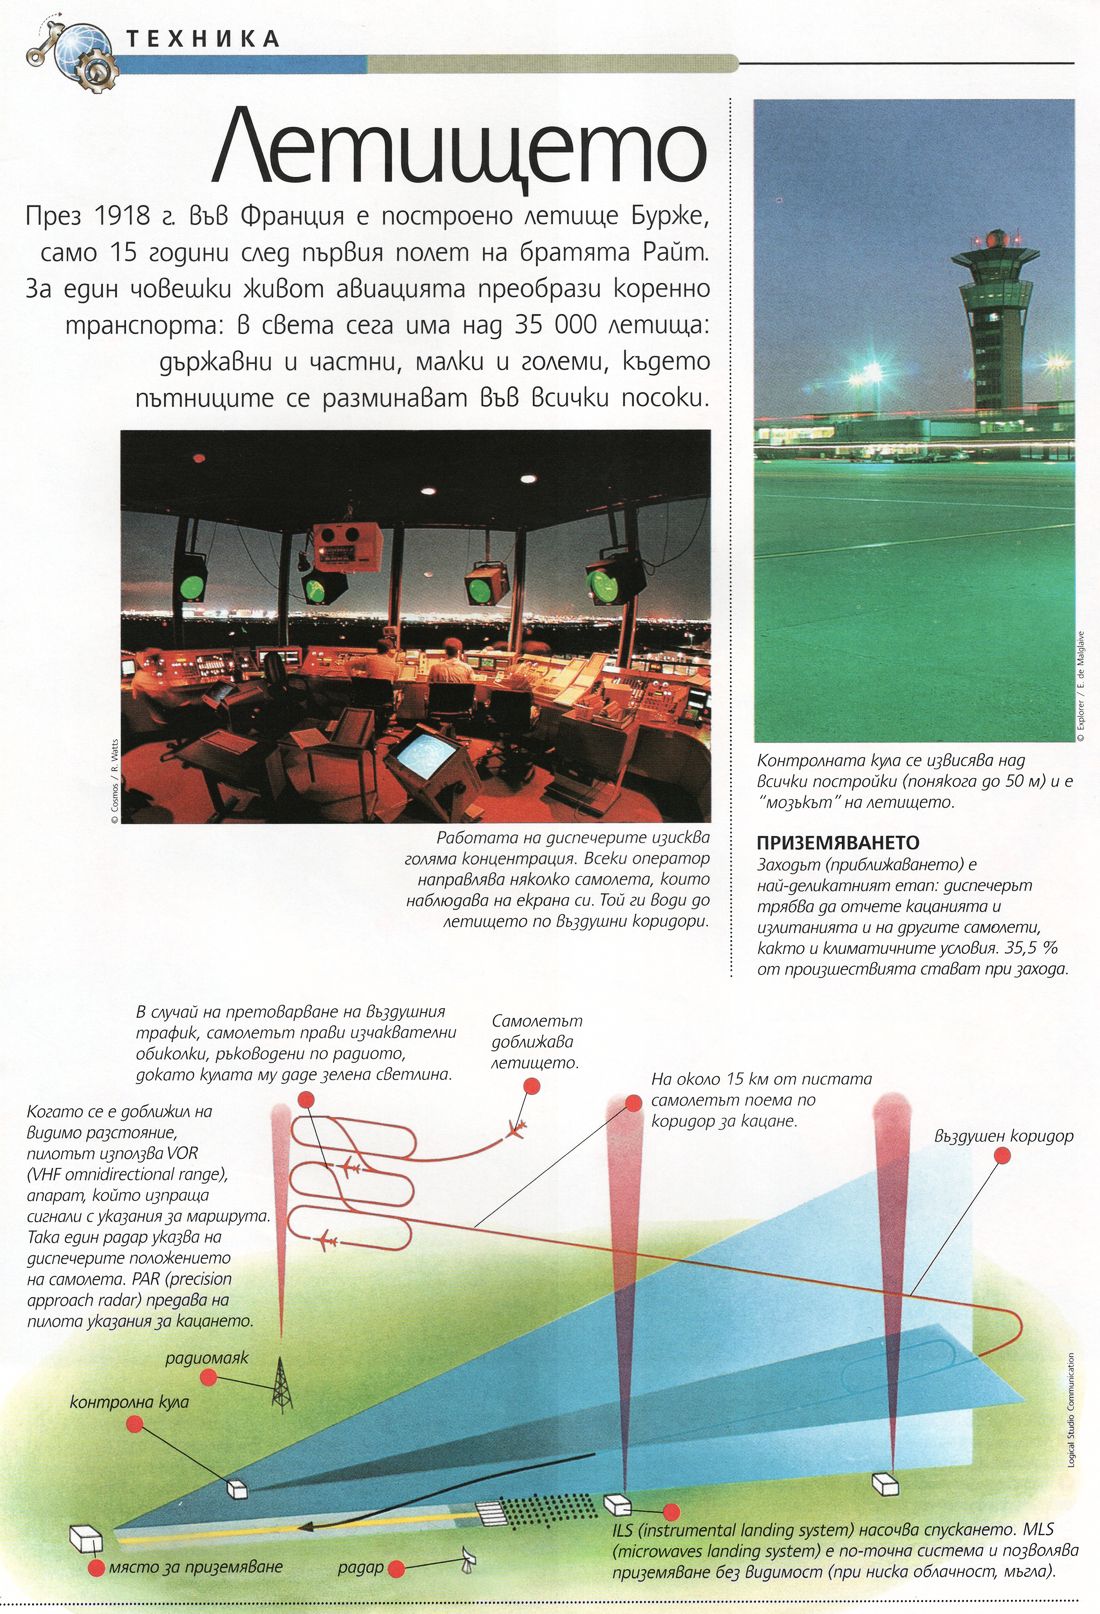 ТЕХНИКА
Летището
През 1918 г. във Франция е построено летище Бурже,
само 15 години след първия полет на братята Райт.
За един човешки живот авиацията преобрази коренно
транспорта: в света сега има над 35 000 летища:
държавни и частни, малки и големи, където
пътниците се разминават във всички посоки.
© Cosmos / R. Watts
Работата на диспечерите изисква
голяма концентрация. Всеки оператор
направлява няколко самолета, които
наблюдава на екрана си. Той ги води до
летището по въздушни коридори.
© Explorer / E. de Malglaive
Контролната кула се извисява над
всички постройки (понякога до 50 м) и е
"мозъкът" на летището.
ПРИЗЕМЯВАНЕТО
Заходът (приближаването) е
най-деликатният етап: диспечерът
трябва да отчете кацанията и
излитанията и на другите самолети,
както и климатичните условия. 35,5 %
от произшествията стават при захода.
В случай на претоварване на въздушния
трафик, самолетът прави изчаквателни
обиколки, ръководени по радиото,
докато кулата му даде зелена светлина.
Самолетът
доближава
летището.
На около 15 км от пистата
самолетът поема по
коридор за кацане.
въздушен коридор
Когато се е доближил на
видимо разстояние,
пилотът използва VOR
(VHF omnidirectional range),
апарат, който изпраща
сигнали с указания за маршрута.
Така един радар указва на
диспечерите положението
на самолета. PAR (precision
approach radar) предава на
пилота указания за кацането.
радиомаяк
контролна кула
място за приземяване
радар
ILS (instrumental landing system) насочва спускането. MLS
(microwaves landing system) е по-точна система и позволява
приземяване без видимост (при ниска облачност, мъгла).
Logical Studio Communication